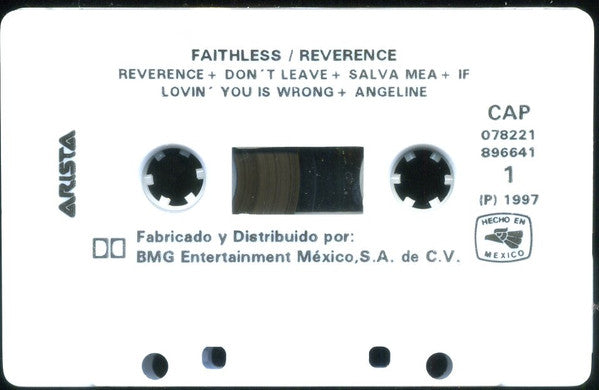 FAITHLESS / REVERENCE
REVERENCE + DON´T LEAVE + SALVA MEA + IF
LOVIN´ YOU IS WRONG + ANGELINE
ARISTA
CAP
078221
896641
1
(P) 1997
HECHO EN
MEXICO
Fabricado y Distribuido por:
BMG Entertainment México,S.A. de C.V.